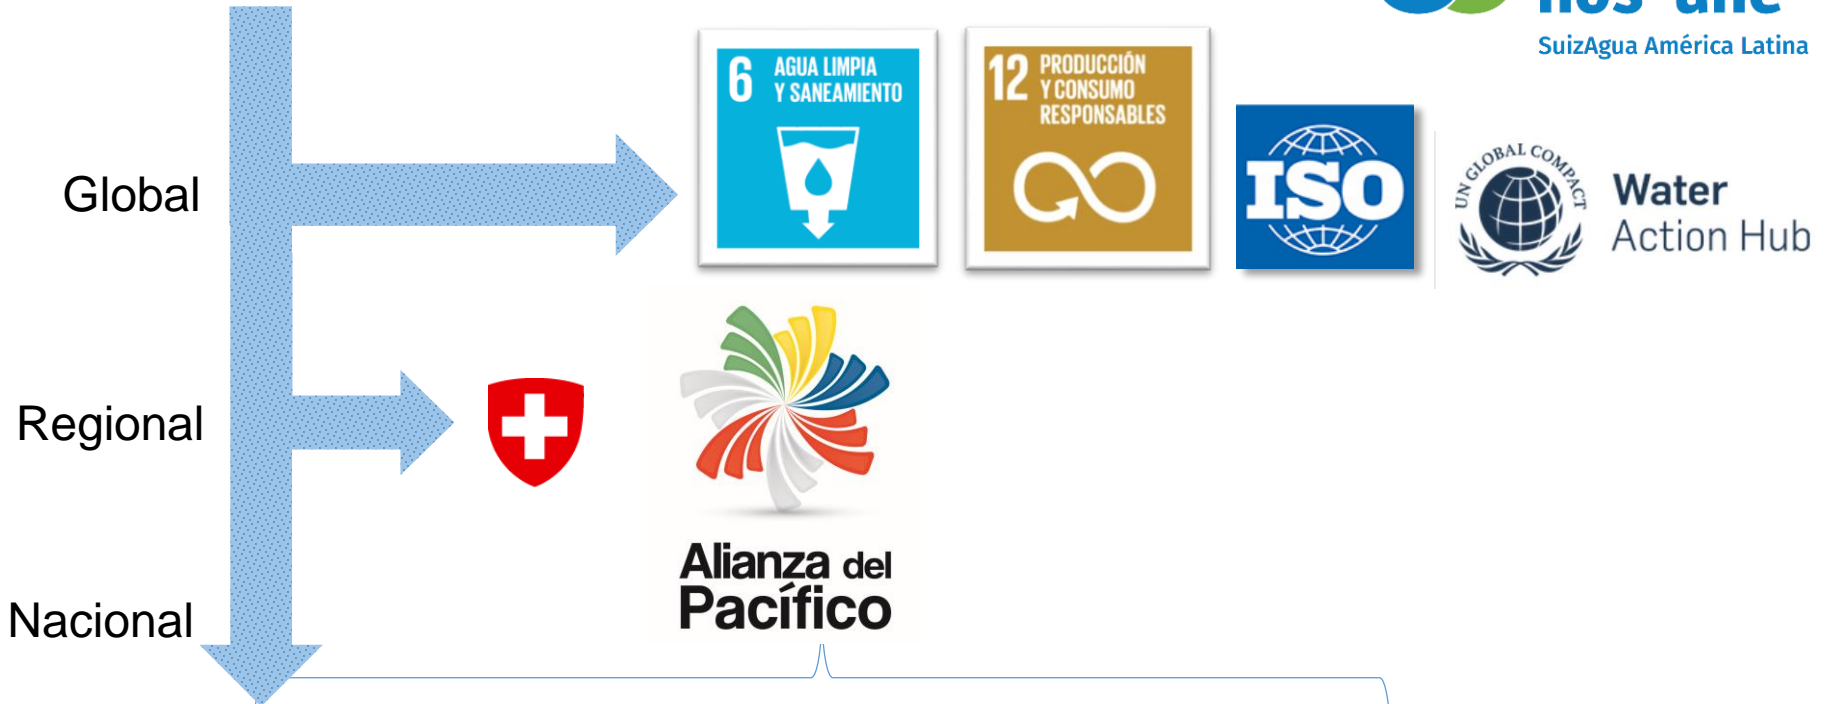 SuizAgua América Latina
6 AGUA LIMPIA
Y SANEAMIENTO
12 PRODUCCIÓN
Y CONSUMO
RESPONSABLES
ISO
UN GLOBAL COMPACT
Water
Action Hub
Global
Regional
Alianza del
Pacífico
Nacional